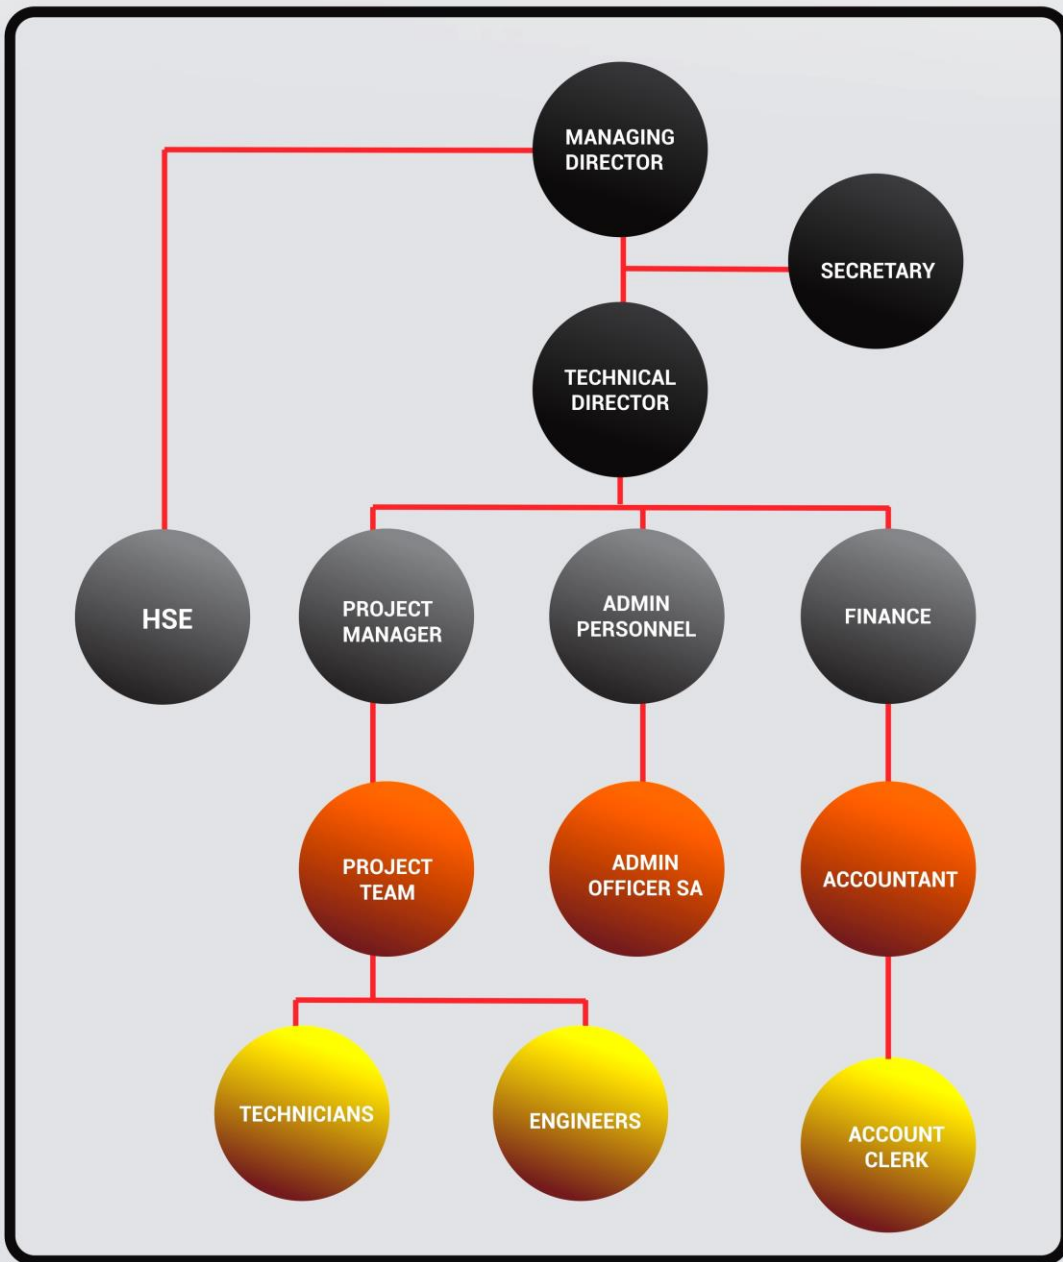 MANAGING
DIRECTOR
SECRETARY
TECHNICAL
DIRECTOR
HSE
PROJECT
MANAGER
ADMIN
PERSONNEL
FINANCE
PROJECT
TEAM
ADMIN
OFFICER SA
ACCOUNTANT
TECHNICIANS
ENGINEERS
ACCOUNT
CLERK